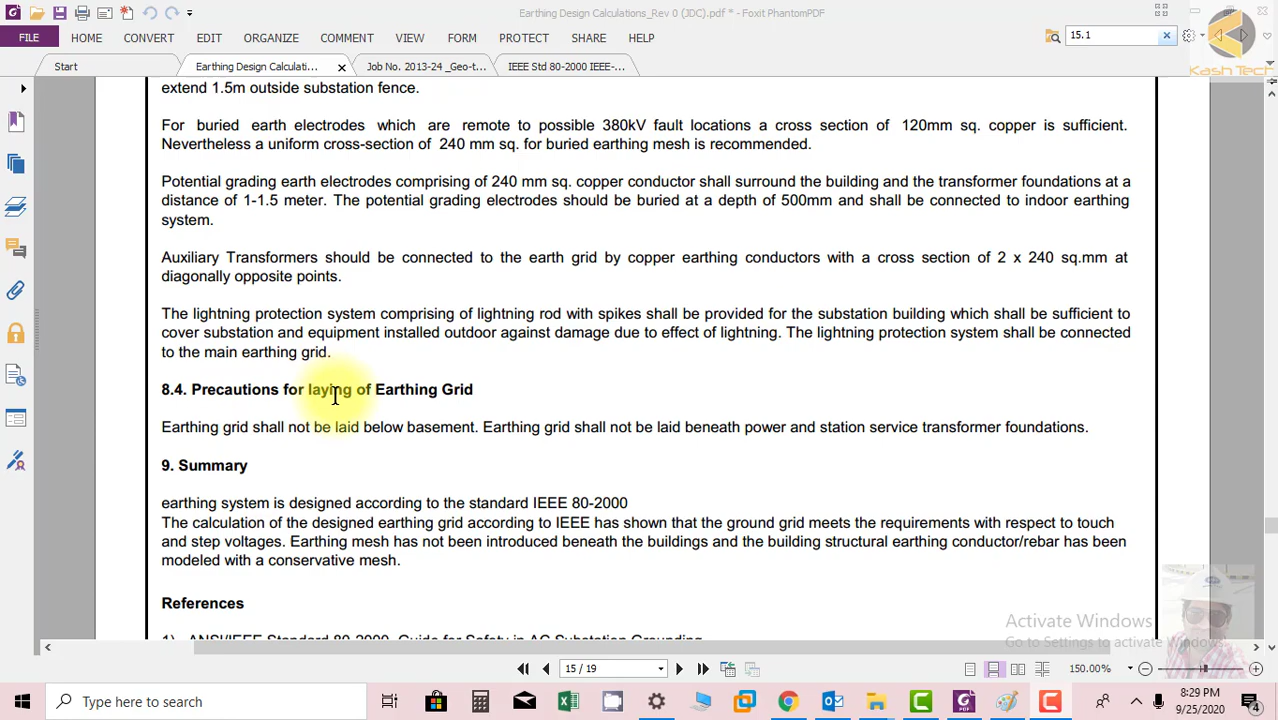 Earthing Design Calculations_Rev 0 (JDC).pdf * - Foxit PhantomPDF
FILE HOME CONVERT EDIT ORGANIZE COMMENT VIEW FORM PROTECT SHARE HELP 15.1
Kash Tech
Start Earthing Design Calculati... Job No. 2013-24 _Geo-t... IEEE Std 80-2000 IEEE-...
extend 1.5m outside substation fence.
For buried earth electrodes which are remote to possible 380kV fault locations a cross section of 120mm sq. copper is sufficient.
Nevertheless a uniform cross-section of 240 mm sq. for buried earthing mesh is recommended.
Potential grading earth electrodes comprising of 240 mm sq. copper conductor shall surround the building and the transformer foundations at a
distance of 1-1.5 meter. The potential grading electrodes should be buried at a depth of 500mm and shall be connected to indoor earthing
system.
Auxiliary Transformers should be connected to the earth grid by copper earthing conductors with a cross section of 2 x 240 sq.mm at
diagonally opposite points.
The lightning protection system comprising of lightning rod with spikes shall be provided for the substation building which shall be sufficient to
cover substation and equipment installed outdoor against damage due to effect of lightning. The lightning protection system shall be connected
to the main earthing grid.
8.4. Precautions for laying of Earthing Grid
Earthing grid shall not be laid below basement. Earthing grid shall not be laid beneath power and station service transformer foundations.
9. Summary
earthing system is designed according to the standard IEEE 80-2000
The calculation of the designed earthing grid according to IEEE has shown that the ground grid meets the requirements with respect to touch
and step voltages. Earthing mesh has not been introduced beneath the buildings and the building structural earthing conductor/rebar has been
modeled with a conservative mesh.
References
1) ANSI/IEEE Standard 80-2000, Guide for Safety in AC Substation Grounding
Activate Windows
Go to Settings to activate Windows.
15 / 19 150.00%
Type here to search
8:29 PM
9/25/2020
4